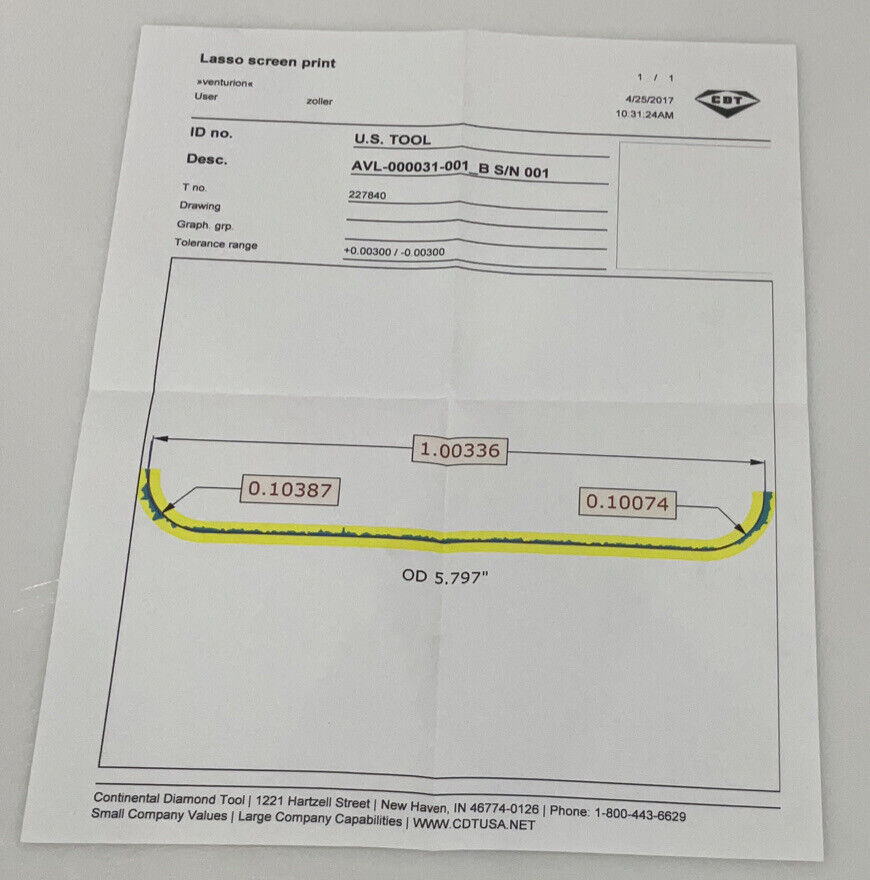 Lasso screen print
»venturion«
User zoller
1 / 1
4/25/2017
10:31:24AM
CDT
ID no. U.S. TOOL
Desc. AVL-000031-001_B S/N 001
T no. 227840
Drawing
Graph. grp.
Tolerance range +0.00300 / -0.00300
1.00336
0.10387
0.10074
OD 5.797"
Continental Diamond Tool | 1221 Hartzell Street | New Haven, IN 46774-0126 | Phone: 1-800-443-6629
Small Company Values | Large Company Capabilities | WWW.CDTUSA.NET